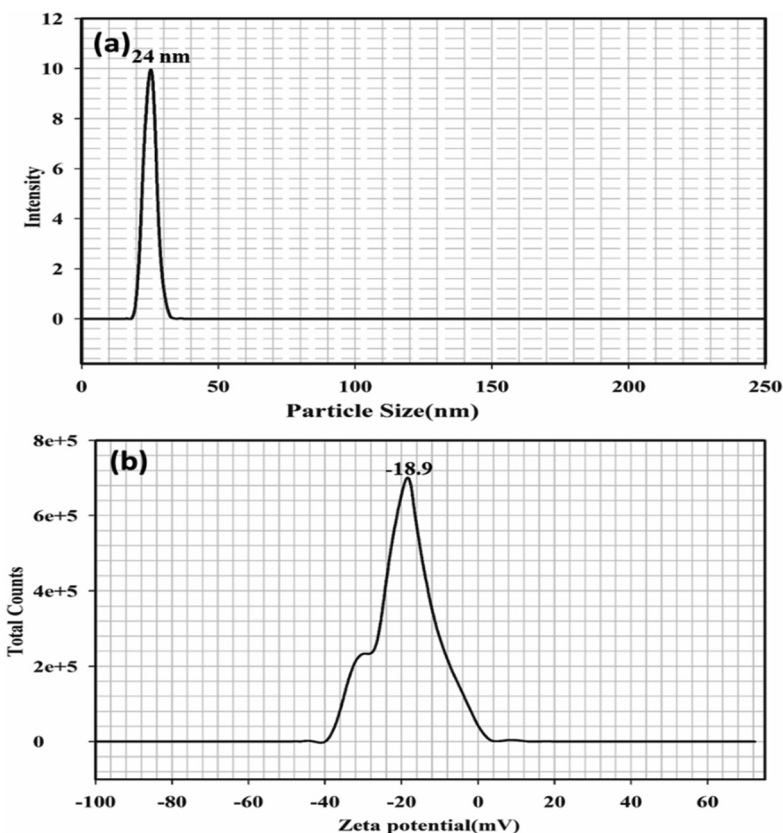 (a)
24 nm
12
10
8
6
4
2
0
Intensity
0 50 100 150 200 250
Particle Size(nm)
(b)
-18.9
8e+5
6e+5
4e+5
2e+5
0
Total Counts
-100 -80 -60 -40 -20 0 20 40 60
Zeta potential(mV)